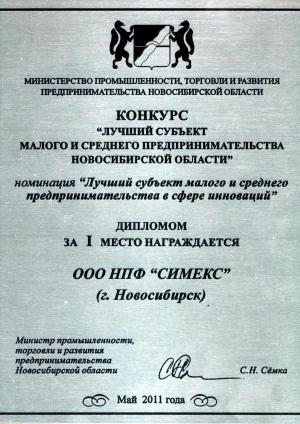 МИНИСТЕРСТВО ПРОМЫШЛЕННОСТИ, ТОРГОВЛИ И РАЗВИТИЯ
ПРЕДПРИНИМАТЕЛЬСТВА НОВОСИБИРСКОЙ ОБЛАСТИ
КОНКУРС
“ЛУЧШИЙ СУБЪЕКТ
МАЛОГО И СРЕДНЕГО ПРЕДПРИНИМАТЕЛЬСТВА
НОВОСИБИРСКОЙ ОБЛАСТИ”
номинация “Лучший субъект малого и среднего
предпринимательства в сфере инноваций”
ДИПЛОМОМ
ЗА I МЕСТО НАГРАЖДАЕТСЯ
ООО НПФ “СИМЕКС”
(г. Новосибирск)
Министр промышленности,
торговли и развития
предпринимательства
Новосибирской области
С.Н. Сёмка
Май 2011 года